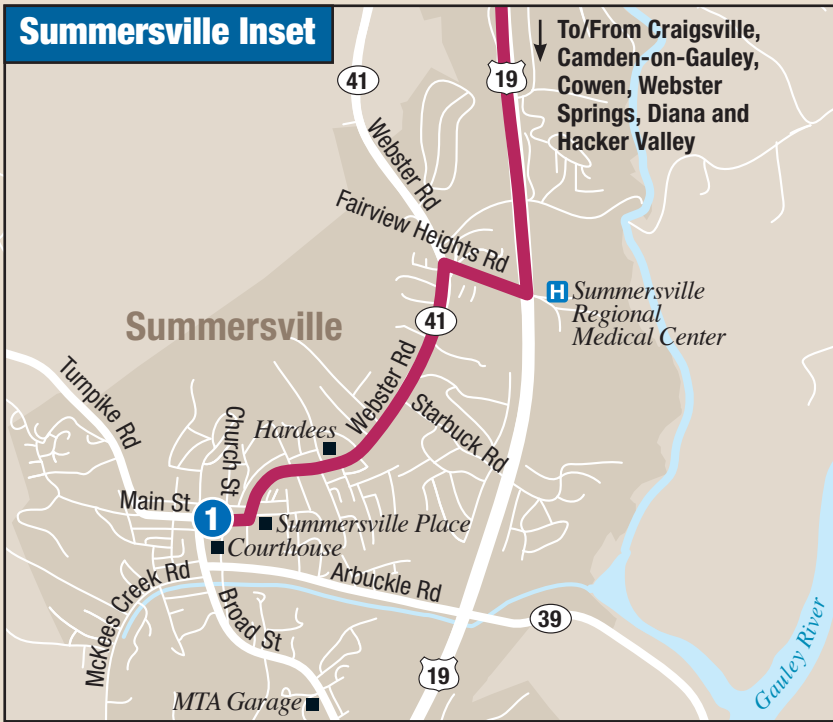 Summersville Inset
To/From Craigsville,
Camden-on-Gauley,
Cowen, Webster
Springs, Diana and
Hacker Valley
41
19
Webster Rd
Fairview Heights Rd
H
Summersville
Regional
Medical Center
Summersville
41
Webster Rd
Turnpike Rd
Church St
Hardees
Starbuck Rd
Main St
1
Summersville Place
Courthouse
McKees Creek Rd
Arbuckle Rd
Broad St
39
19
MTA Garage
Gauley River